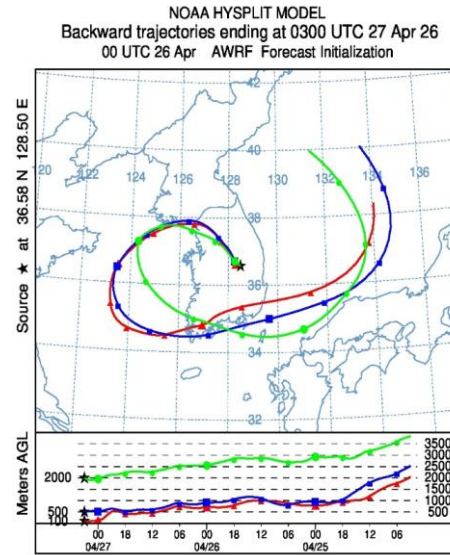 NOAA HYSPLIT MODEL
Backward trajectories ending at 0300 UTC 27 Apr 26
00 UTC 26 Apr AWRF Forecast Initialization
Source ★ at 36.58 N 128.50 E
120 122 124 126 128 130 132 134 136
40
38
36
34
32
Meters AGL
2000
500
100
3500
3000
2500
2000
1500
1000
500
00 18 12 06 00 18 12 06 00 18 12 06
04/27 04/26 04/25